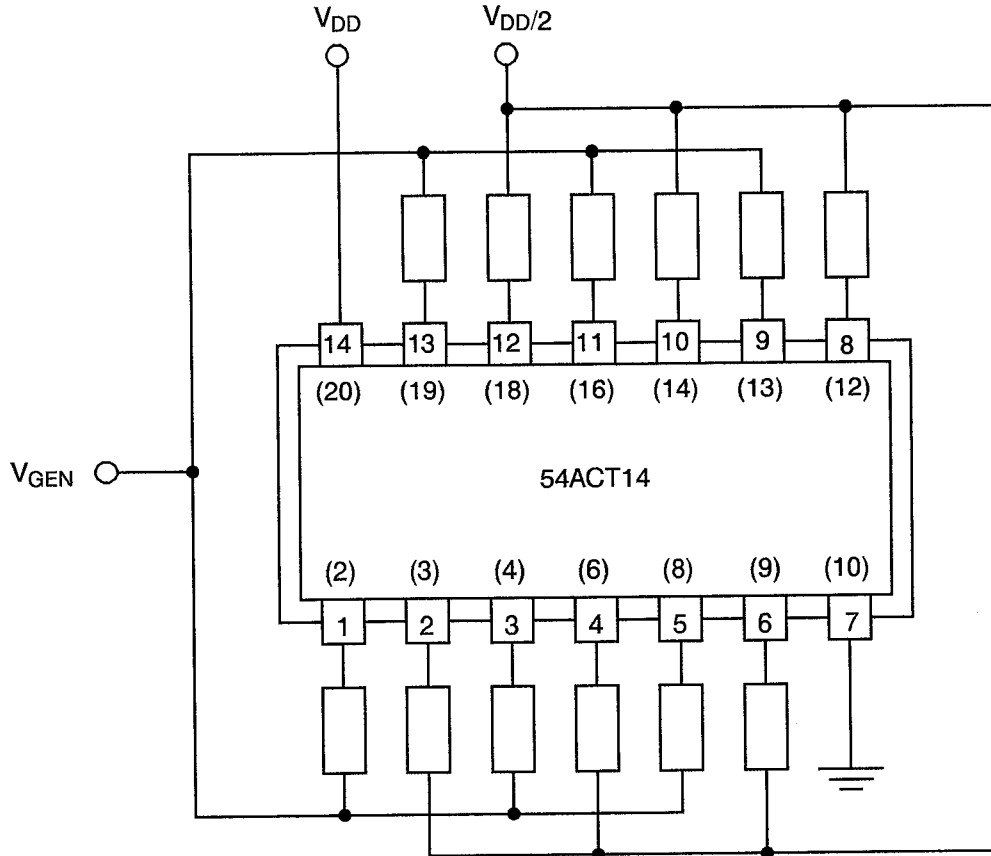 VDD VDD/2
14 13 12 11 10 9 8
(20) (19) (18) (16) (14) (13) (12)
VGEN 54ACT14
(2) (3) (4) (6) (8) (9) (10)
1 2 3 4 5 6 7